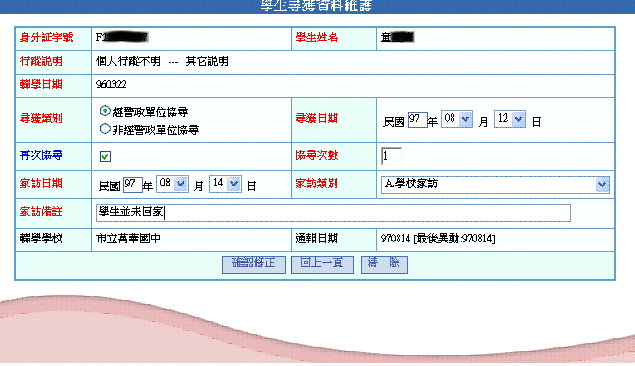 學生尋獲資料維護
身分証字號 F2 學生姓名 童
行蹤説明 個人行蹤不明 --- 其它説明
輟學日期 960322
尋獲類別 經警政單位協尋 非經警政單位協尋 尋獲日期 民國 97 年 08 月 12 日
再次協尋 協尋次數 1
家訪日期 民國 97 年 08 月 14 日 家訪類別 A.學校家訪
家訪備註 學生並未回家
輟學學校 市立萬華國中 通報日期 970814 [最後異動:970814]
確認修正 回上一頁 清 除